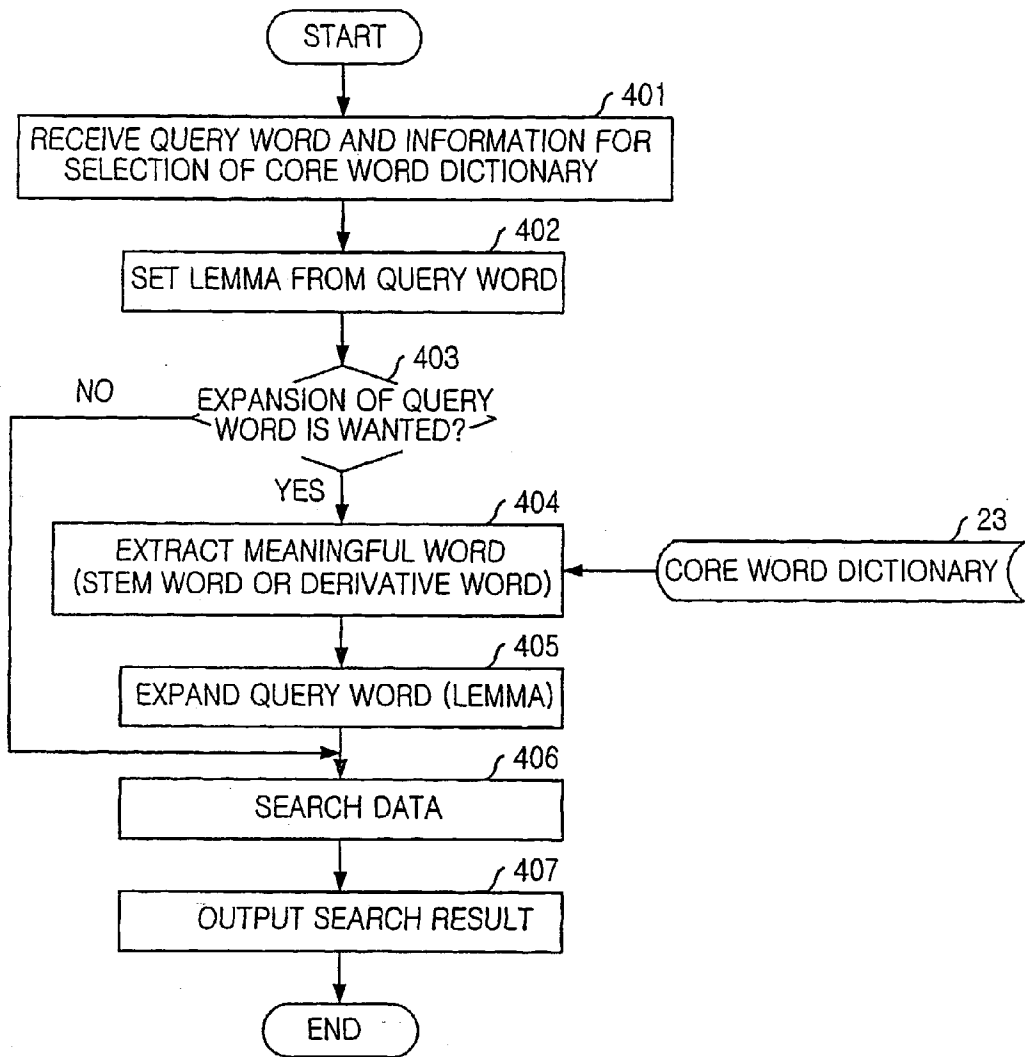 START
401
RECEIVE QUERY WORD AND INFORMATION FOR
SELECTION OF CORE WORD DICTIONARY
402
SET LEMMA FROM QUERY WORD
403
NO
EXPANSION OF QUERY
WORD IS WANTED?
YES
404
EXTRACT MEANINGFUL WORD
(STEM WORD OR DERIVATIVE WORD)
23
CORE WORD DICTIONARY
405
EXPAND QUERY WORD (LEMMA)
406
SEARCH DATA
407
OUTPUT SEARCH RESULT
END